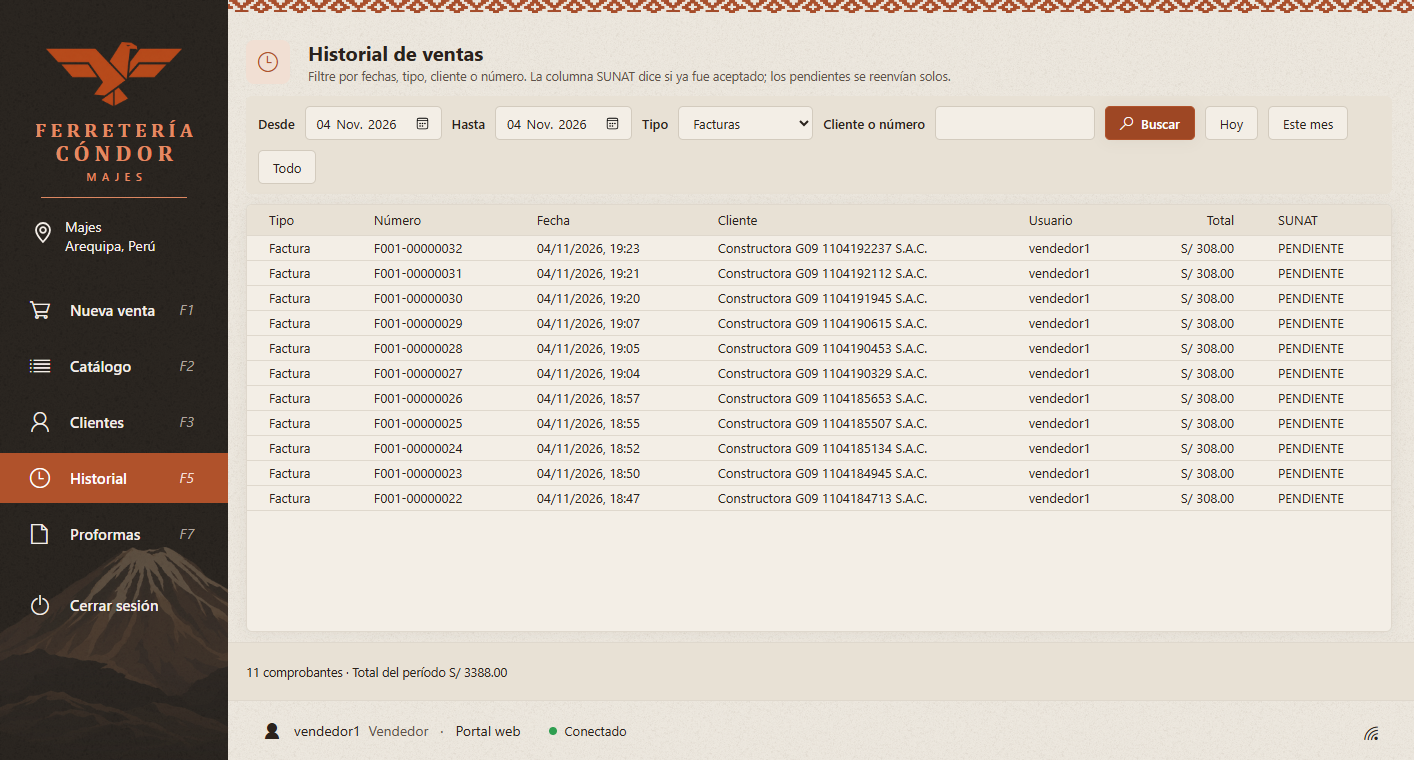 FERRETERÍA
CÓNDOR
MAJES
Majes
Arequipa, Perú
Nueva venta F1
Catálogo F2
Clientes F3
Historial F5
Proformas F7
Cerrar sesión
Historial de ventas
Filtre por fechas, tipo, cliente o número. La columna SUNAT dice si ya fue aceptado; los pendientes se reenvían solos.
Desde 04 Nov. 2026 Hasta 04 Nov. 2026 Tipo Facturas Cliente o número Buscar Hoy Este mes
Todo
Tipo Número Fecha Cliente Usuario Total SUNAT
Factura F001-00000032 04/11/2026, 19:23 Constructora G09 1104192237 S.A.C. vendedor1 S/ 308.00 PENDIENTE
Factura F001-00000031 04/11/2026, 19:21 Constructora G09 1104192112 S.A.C. vendedor1 S/ 308.00 PENDIENTE
Factura F001-00000030 04/11/2026, 19:20 Constructora G09 1104191945 S.A.C. vendedor1 S/ 308.00 PENDIENTE
Factura F001-00000029 04/11/2026, 19:07 Constructora G09 1104190615 S.A.C. vendedor1 S/ 308.00 PENDIENTE
Factura F001-00000028 04/11/2026, 19:05 Constructora G09 1104190453 S.A.C. vendedor1 S/ 308.00 PENDIENTE
Factura F001-00000027 04/11/2026, 19:04 Constructora G09 1104190329 S.A.C. vendedor1 S/ 308.00 PENDIENTE
Factura F001-00000026 04/11/2026, 18:57 Constructora G09 1104185653 S.A.C. vendedor1 S/ 308.00 PENDIENTE
Factura F001-00000025 04/11/2026, 18:55 Constructora G09 1104185507 S.A.C. vendedor1 S/ 308.00 PENDIENTE
Factura F001-00000024 04/11/2026, 18:52 Constructora G09 1104185134 S.A.C. vendedor1 S/ 308.00 PENDIENTE
Factura F001-00000023 04/11/2026, 18:50 Constructora G09 1104184945 S.A.C. vendedor1 S/ 308.00 PENDIENTE
Factura F001-00000022 04/11/2026, 18:47 Constructora G09 1104184713 S.A.C. vendedor1 S/ 308.00 PENDIENTE
11 comprobantes · Total del período S/ 3388.00
vendedor1 Vendedor · Portal web Conectado